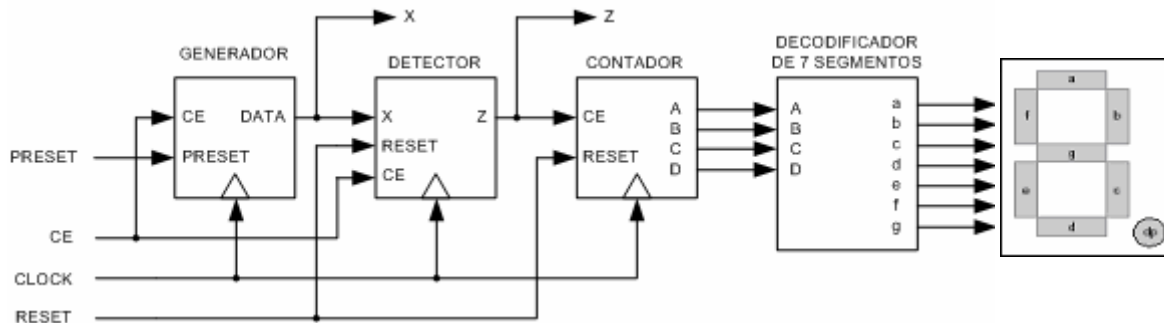 X
Z
GENERADOR
DETECTOR
CONTADOR
DECODIFICADOR
DE 7 SEGMENTOS
CE DATA
PRESET
X Z
RESET
CE
CE A
B
C
RESET D
A a
B b
C c
D d
e
f
g
a
f b
g
e c
d
dp
PRESET
CE
CLOCK
RESET